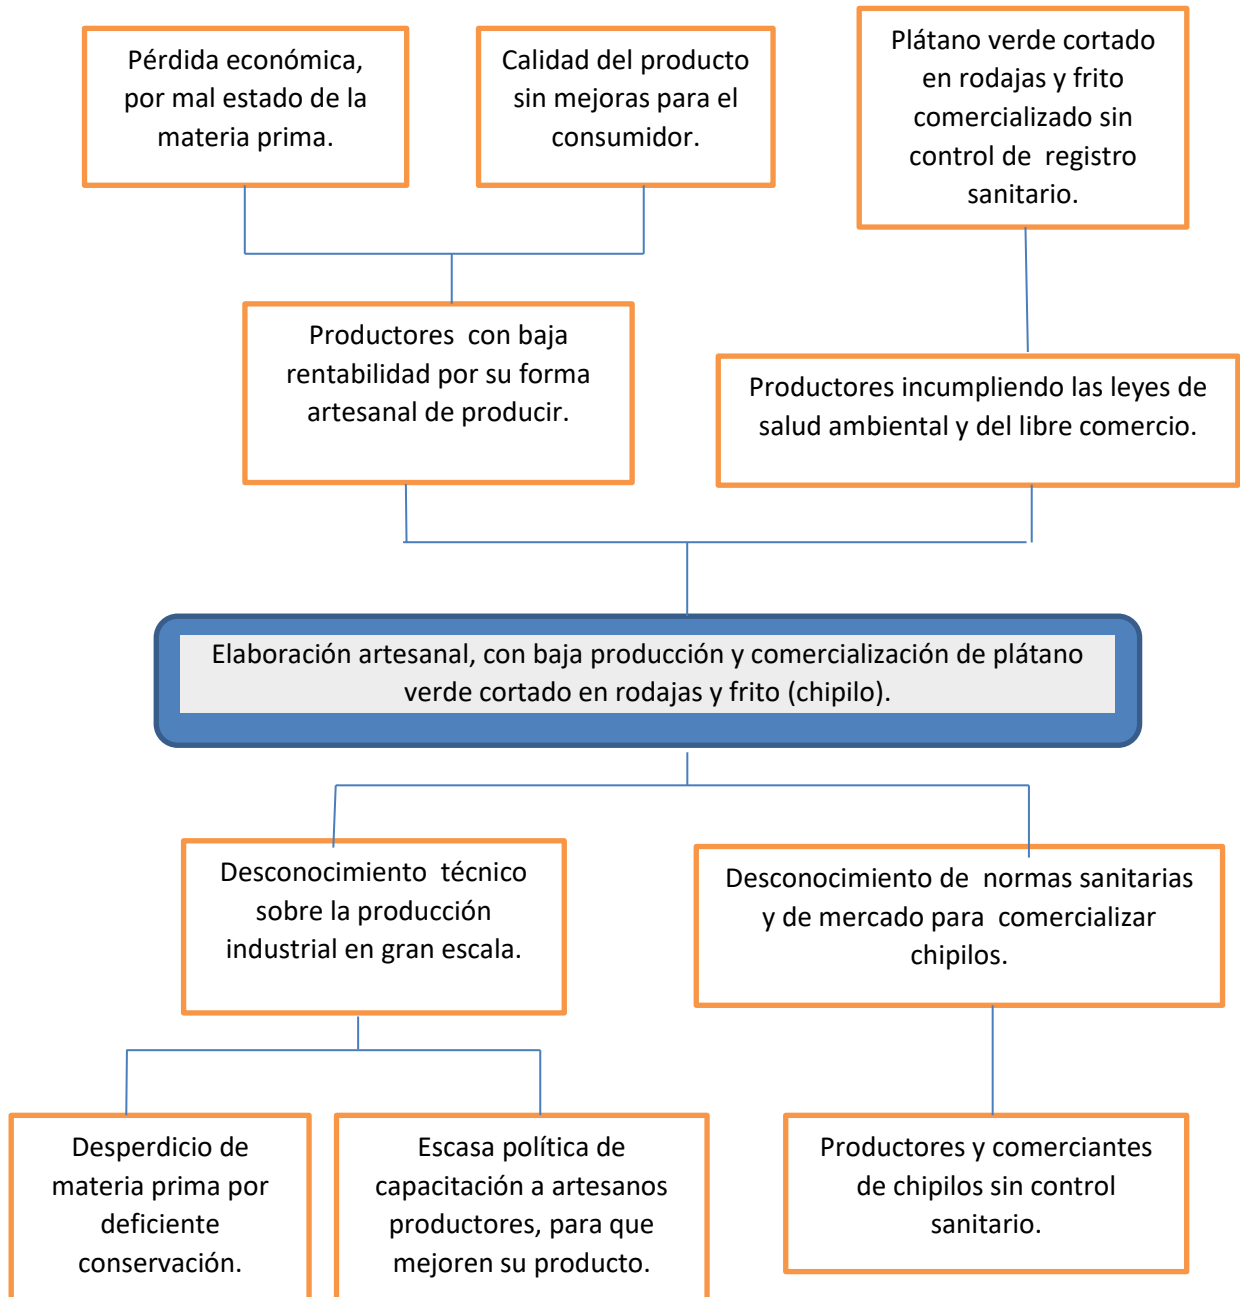 Pérdida económica,
por mal estado de la
materia prima.
Calidad del producto
sin mejoras para el
consumidor.
Plátano verde cortado
en rodajas y frito
comercializado sin
control de  registro
sanitario.
Productores  con baja
rentabilidad por su forma
artesanal de producir.
Productores incumpliendo las leyes de
salud ambiental y del libre comercio.
Elaboración artesanal, con baja producción y comercialización de plátano
verde cortado en rodajas y frito (chipilo).
Desconocimiento  técnico
sobre la producción
industrial en gran escala.
Desconocimiento de  normas sanitarias
y de mercado para  comercializar
chipilos.
Desperdicio de
materia prima por
deficiente
conservación.
Escasa política de
capacitación a artesanos
productores, para que
mejoren su producto.
Productores y comerciantes
de chipilos sin control
sanitario.